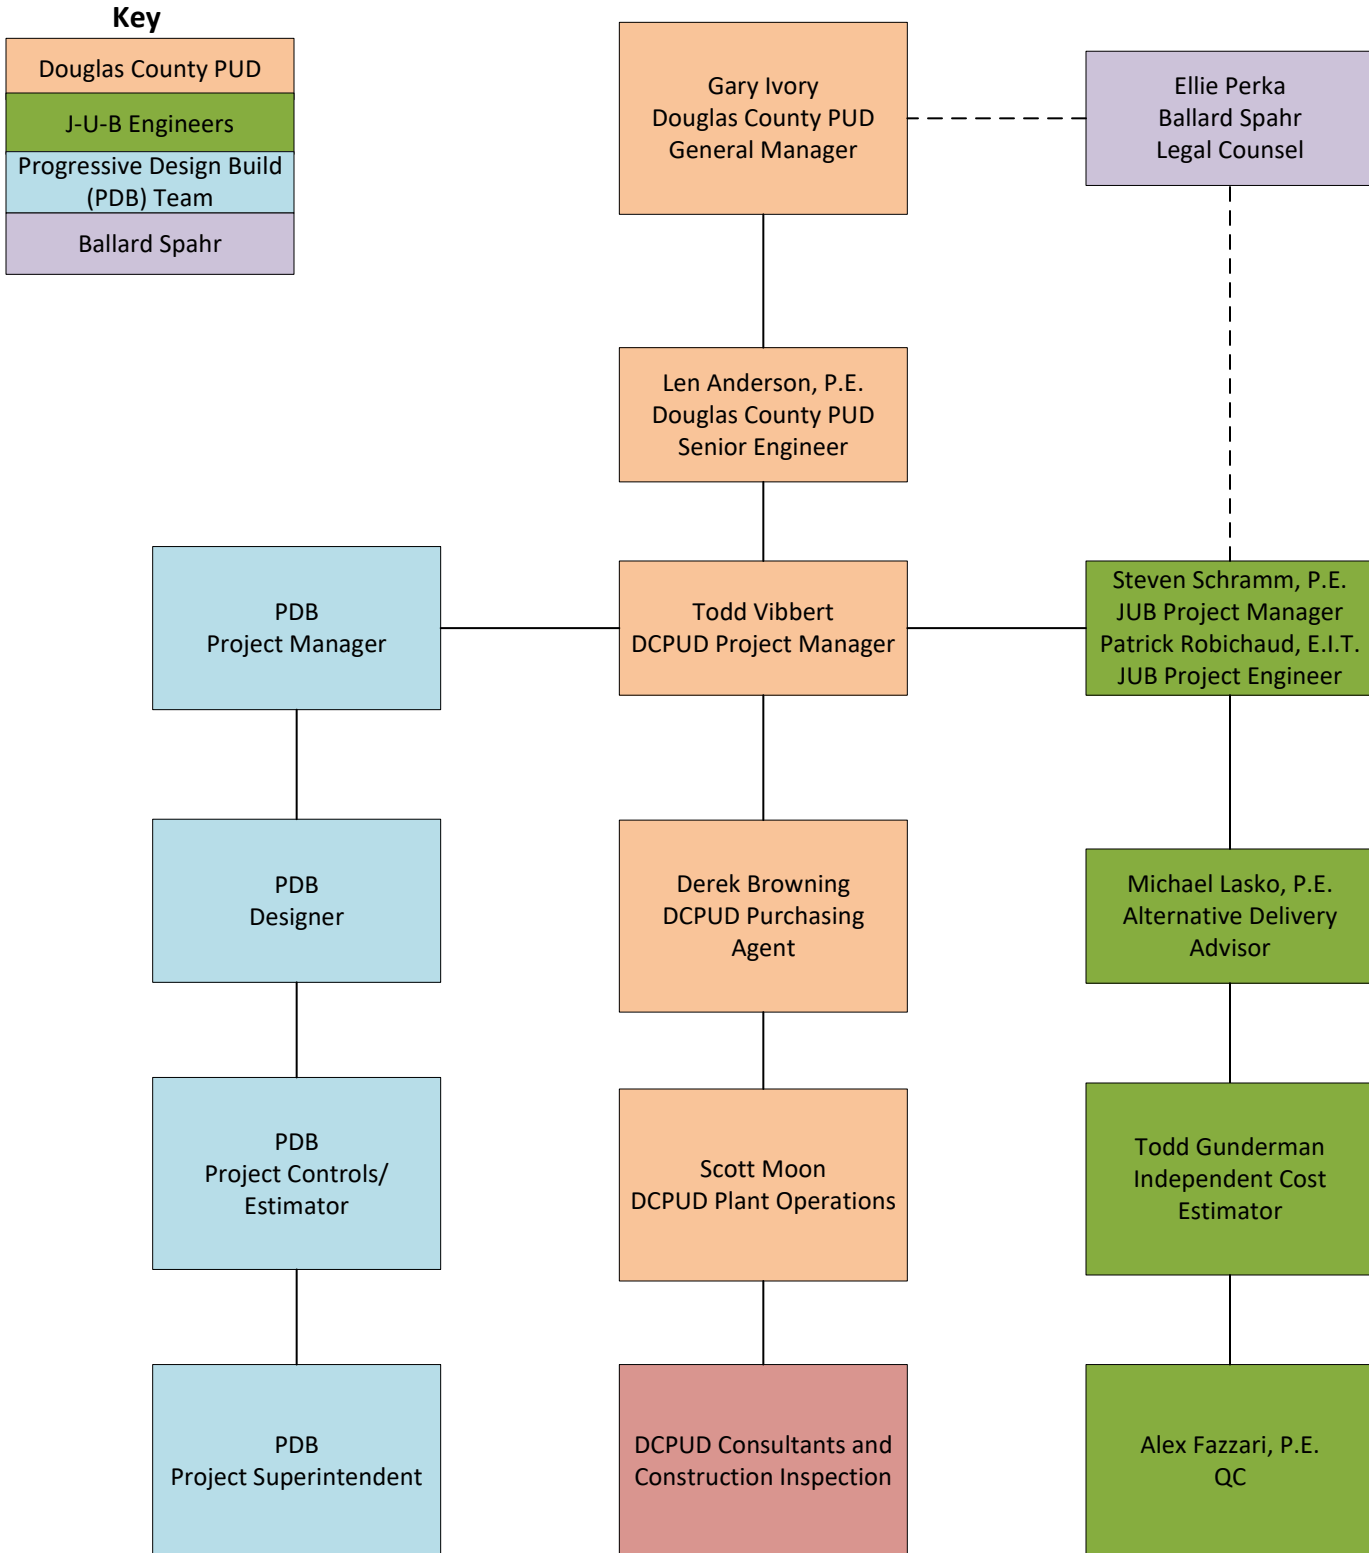 Key
Douglas County PUD
J-U-B Engineers
Progressive Design Build
(PDB) Team
Ballard Spahr
Gary Ivory
Douglas County PUD
General Manager
Ellie Perka
Ballard Spahr
Legal Counsel
Len Anderson, P.E.
Douglas County PUD
Senior Engineer
PDB
Project Manager
Todd Vibbert
DCPUD Project Manager
Steven Schramm, P.E.
JUB Project Manager
Patrick Robichaud, E.I.T.
JUB Project Engineer
PDB
Designer
Derek Browning
DCPUD Purchasing
Agent
Michael Lasko, P.E.
Alternative Delivery
Advisor
PDB
Project Controls/
Estimator
Scott Moon
DCPUD Plant Operations
Todd Gunderman
Independent Cost
Estimator
PDB
Project Superintendent
DCPUD Consultants and
Construction Inspection
Alex Fazzari, P.E.
QC